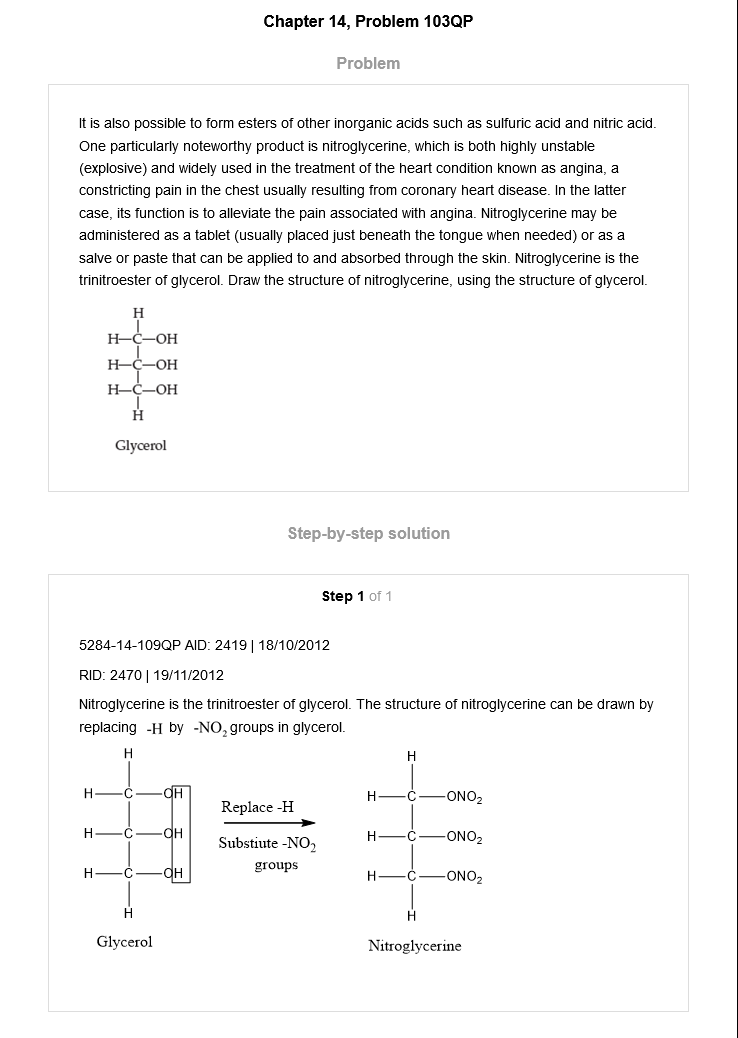 Chapter 14, Problem 103QP
Problem
It is also possible to form esters of other inorganic acids such as sulfuric acid and nitric acid.
One particularly noteworthy product is nitroglycerine, which is both highly unstable
(explosive) and widely used in the treatment of the heart condition known as angina, a
constricting pain in the chest usually resulting from coronary heart disease. In the latter
case, its function is to alleviate the pain associated with angina. Nitroglycerine may be
administered as a tablet (usually placed just beneath the tongue when needed) or as a
salve or paste that can be applied to and absorbed through the skin. Nitroglycerine is the
trinitroester of glycerol. Draw the structure of nitroglycerine, using the structure of glycerol.
H
H—C—OH
H—C—OH
H—C—OH
H
Glycerol
Step-by-step solution
Step 1 of 1
5284-14-109QP AID: 2419 | 18/10/2012
RID: 2470 | 19/11/2012
Nitroglycerine is the trinitroester of glycerol. The structure of nitroglycerine can be drawn by
replacing -H by -NO₂ groups in glycerol.
H
H—C—OH
H—C—OH
H—C—OH
H
Glycerol
Replace -H
Substiute -NO₂
groups
H
H—C—ONO₂
H—C—ONO₂
H—C—ONO₂
H
Nitroglycerine